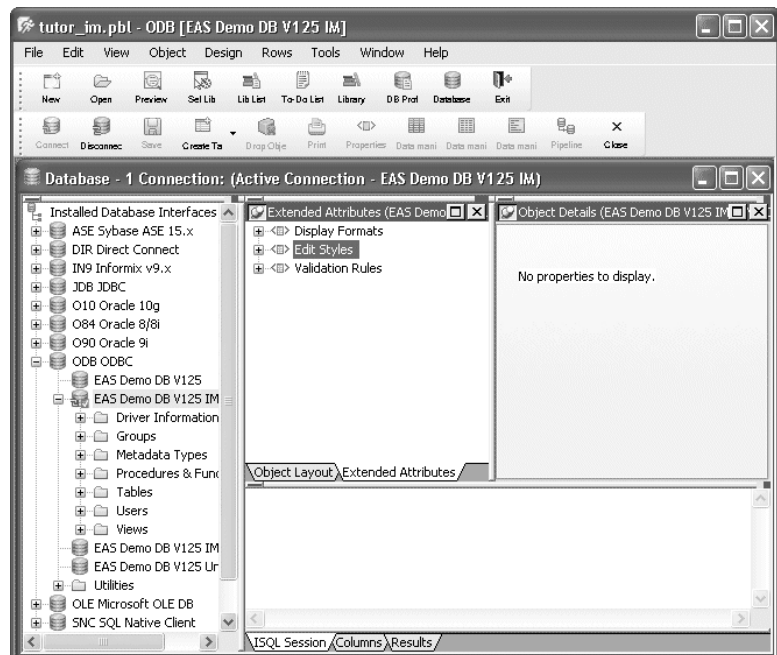 tutor_im.pbl - ODB [EAS Demo DB V125 IM]
File Edit View Object Design Rows Tools Window Help
New Open Preview Sel Lib Lib List To-Do List Library DB Prof Database Exit
Connect Disconnec Save Create Ta Drop Obje Print Properties Data mani Data mani Data mani Pipeline Close
Database - 1 Connection: (Active Connection - EAS Demo DB V125 IM)
Installed Database Interfaces
ASE Sybase ASE 15.x
DIR Direct Connect
IN9 Informix v9.x
JDB JDBC
O10 Oracle 10g
O84 Oracle 8/8i
O90 Oracle 9i
ODB ODBC
EAS Demo DB V125
EAS Demo DB V125 IM
Driver Information
Groups
Metadata Types
Procedures & Func
Tables
Users
Views
EAS Demo DB V125 IM
EAS Demo DB V125 Ur
Utilities
OLE Microsoft OLE DB
SNC SQL Native Client
Extended Attributes (EAS Demo
Display Formats
Edit Styles
Validation Rules
Object Layout Extended Attributes
Object Details (EAS Demo DB V125 IM
No properties to display.
ISQL Session Columns Results